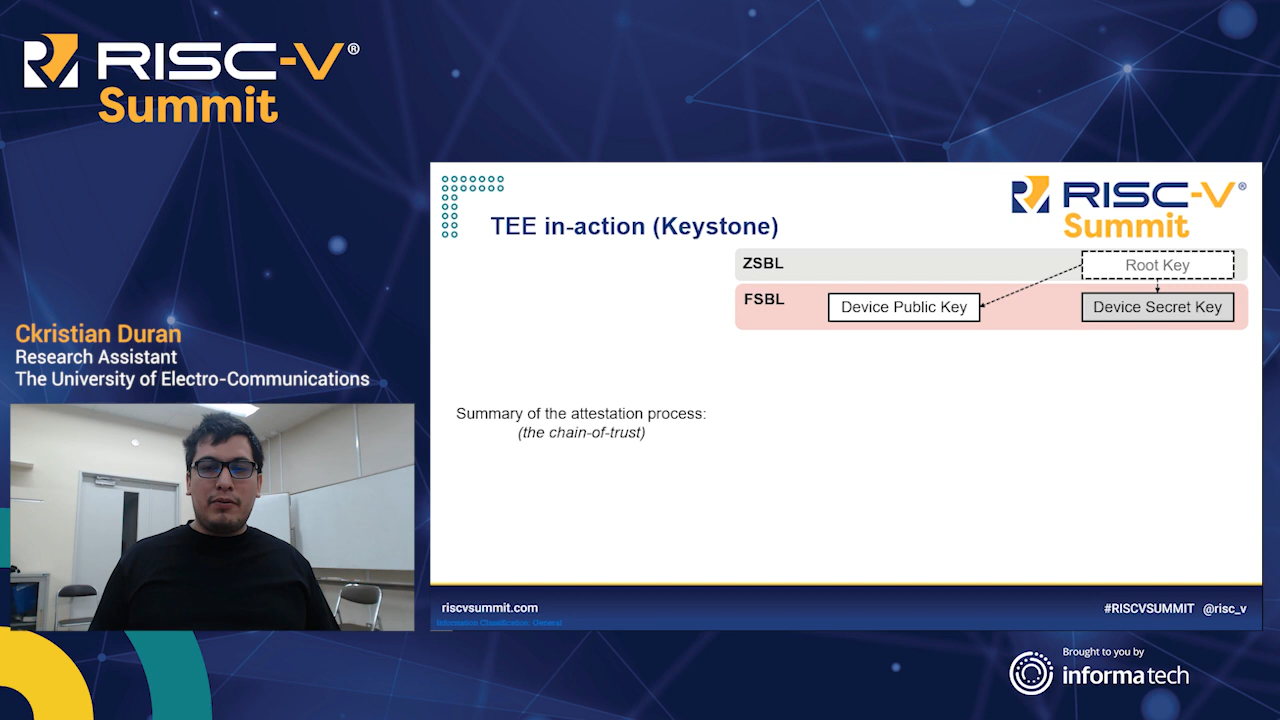 RISC-V®
Summit
Ckristian Duran
Research Assistant
The University of Electro-Communications
RISC-V®
Summit
TEE in-action (Keystone)
ZSBL
Root Key
FSBL
Device Public Key
Device Secret Key
Summary of the attestation process:
(the chain-of-trust)
riscvsummit.com
#RISCVSUMMIT @risc_v
Information Classification: General
Brought to you by
informa tech